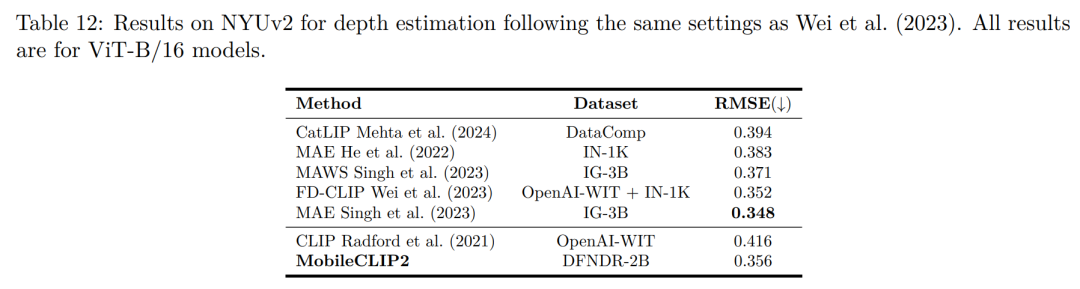 Table 12: Results on NYUv2 for depth estimation following the same settings as Wei et al. (2023). All results
are for ViT-B/16 models.
Method Dataset RMSE(↓)
CatLIP Mehta et al. (2024) DataComp 0.394
MAE He et al. (2022) IN-1K 0.383
MAWS Singh et al. (2023) IG-3B 0.371
FD-CLIP Wei et al. (2023) OpenAI-WIT + IN-1K 0.352
MAE Singh et al. (2023) IG-3B 0.348
CLIP Radford et al. (2021) OpenAI-WIT 0.416
MobileCLIP2 DFNDR-2B 0.356